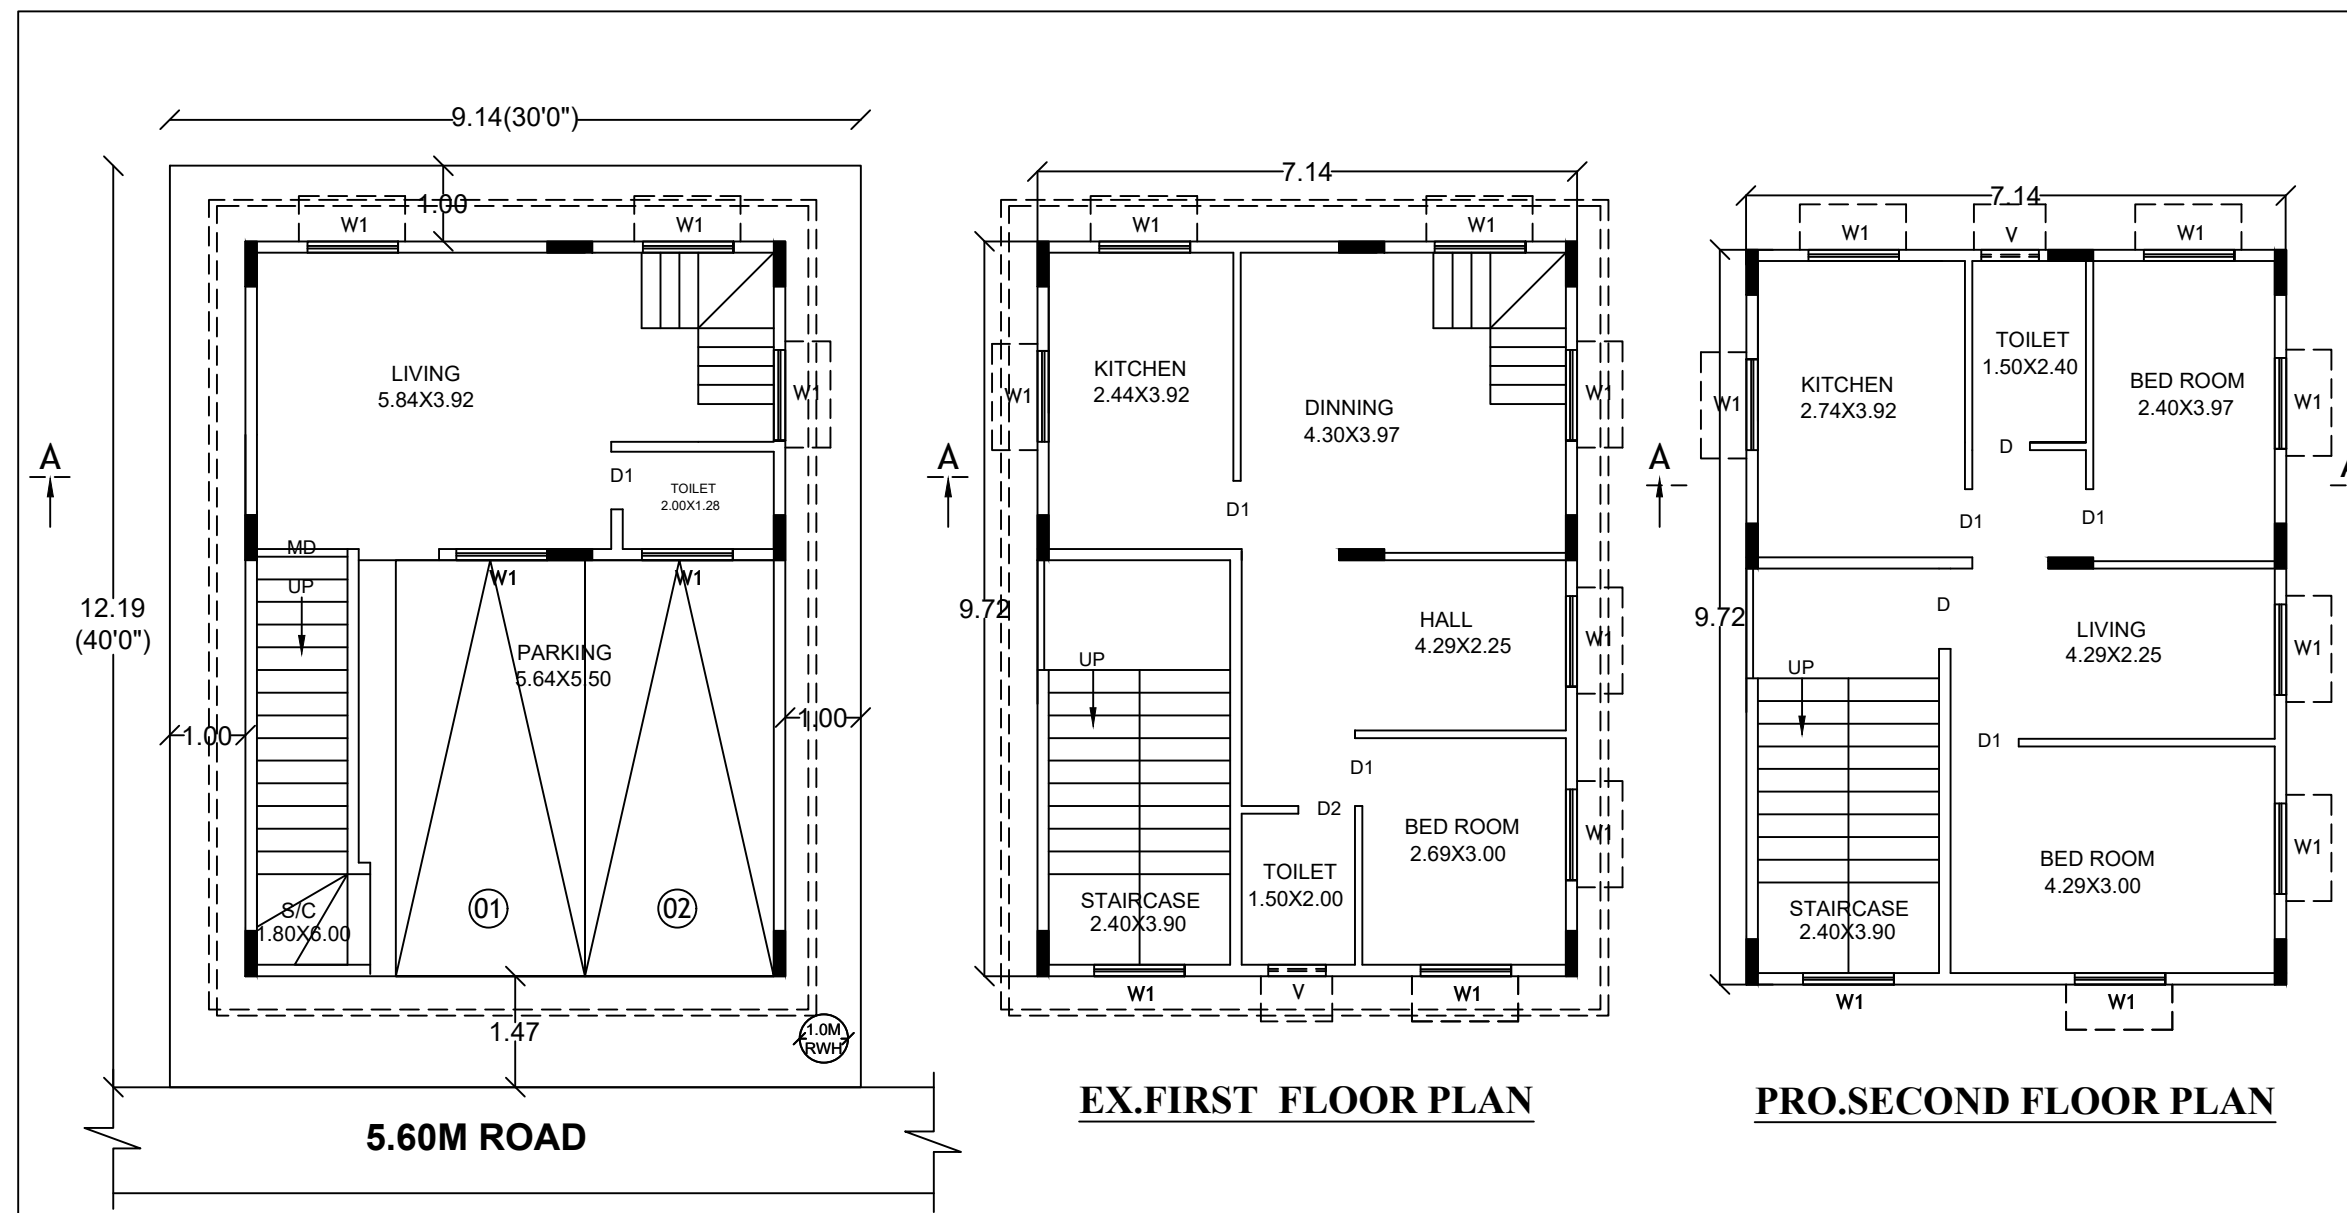 9.14(30'0")
1.00
W1
W1
LIVING
5.84X3.92
W1
A
D1
TOILET
2.00X1.28
MD
UP
W1
W1
12.19
(40'0")
PARKING
5.64X5.50
1.00
1.00
S/C
1.80X6.00
01
02
1.47
1.0M
RWH
5.60M ROAD
7.14
W1
W1
KITCHEN
2.44X3.92
W1
DINNING
4.30X3.97
W1
A
D1
9.72
HALL
4.29X2.25
W1
UP
D1
D2
BED ROOM
2.69X3.00
W1
TOILET
1.50X2.00
STAIRCASE
2.40X3.90
W1
V
W1
EX.FIRST FLOOR PLAN
7.14
W1
V
W1
TOILET
1.50X2.40
KITCHEN
2.74X3.92
W1
BED ROOM
2.40X3.97
W1
D
A
A
D1
D1
9.72
D
LIVING
4.29X2.25
W1
UP
D1
BED ROOM
4.29X3.00
W1
STAIRCASE
2.40X3.90
W1
W1
PRO.SECOND FLOOR PLAN